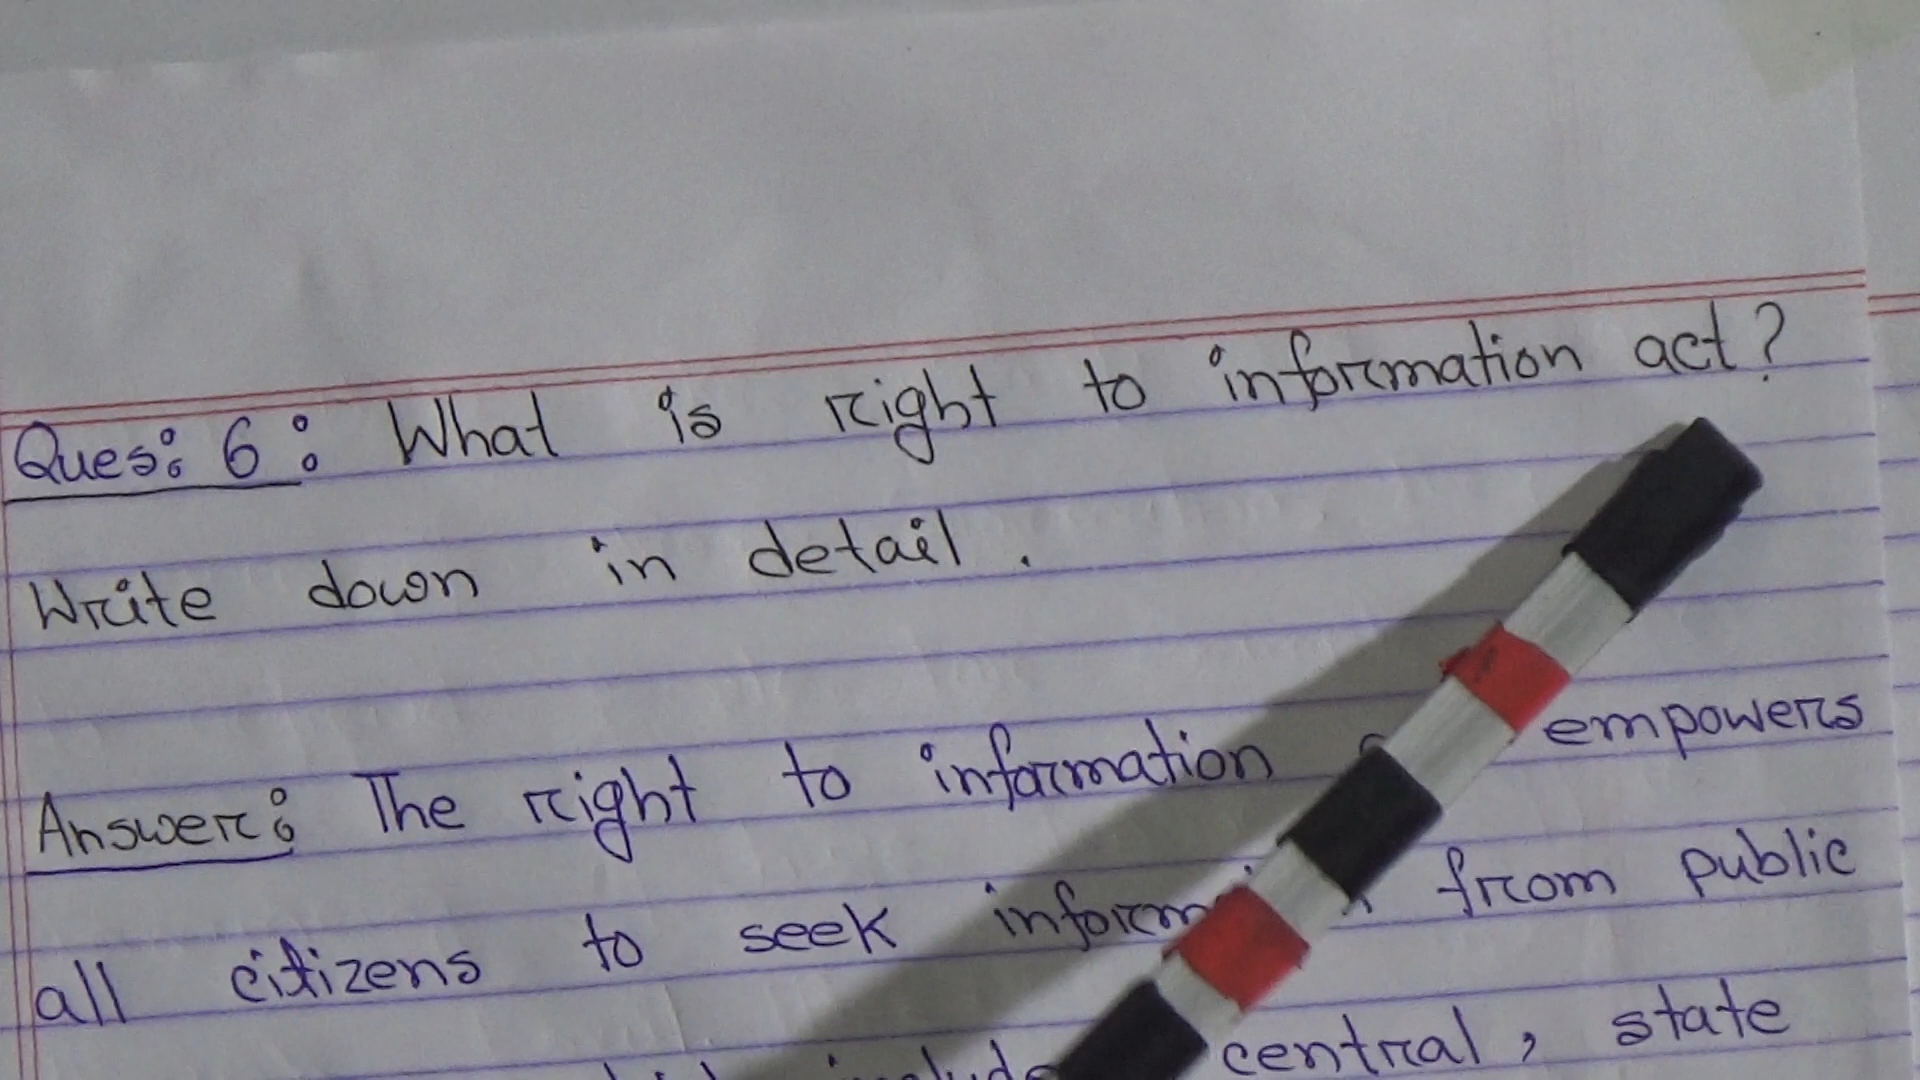 Ques: 6: What is right to information act?
Write down in detail.
Answer: The right to information empowers
all citizens to seek from public
central, state